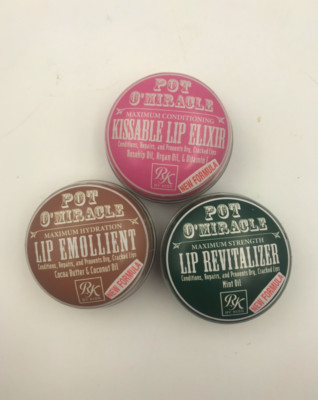 POT
O'MIRACLE
MAXIMUM CONDITIONING
KISSABLE LIP ELIXIR
Conditions, Repairs, and Prevents Dry, Cracked Lips
Rosehip Oil, Argan Oil, & Vitamin E
NEW FORMULA
RK
POT
O'MIRACLE
MAXIMUM HYDRATION
LIP EMOLLIENT
Conditions, Repairs, and Prevents Dry, Cracked Lips
Cocoa Butter & Coconut Oil
NEW FORMULA
RK
POT
O'MIRACLE
MAXIMUM STRENGTH
LIP REVITALIZER
Conditions, Repairs, and Prevents Dry, Cracked Lips
Mint Oil
NEW FORMULA
RK